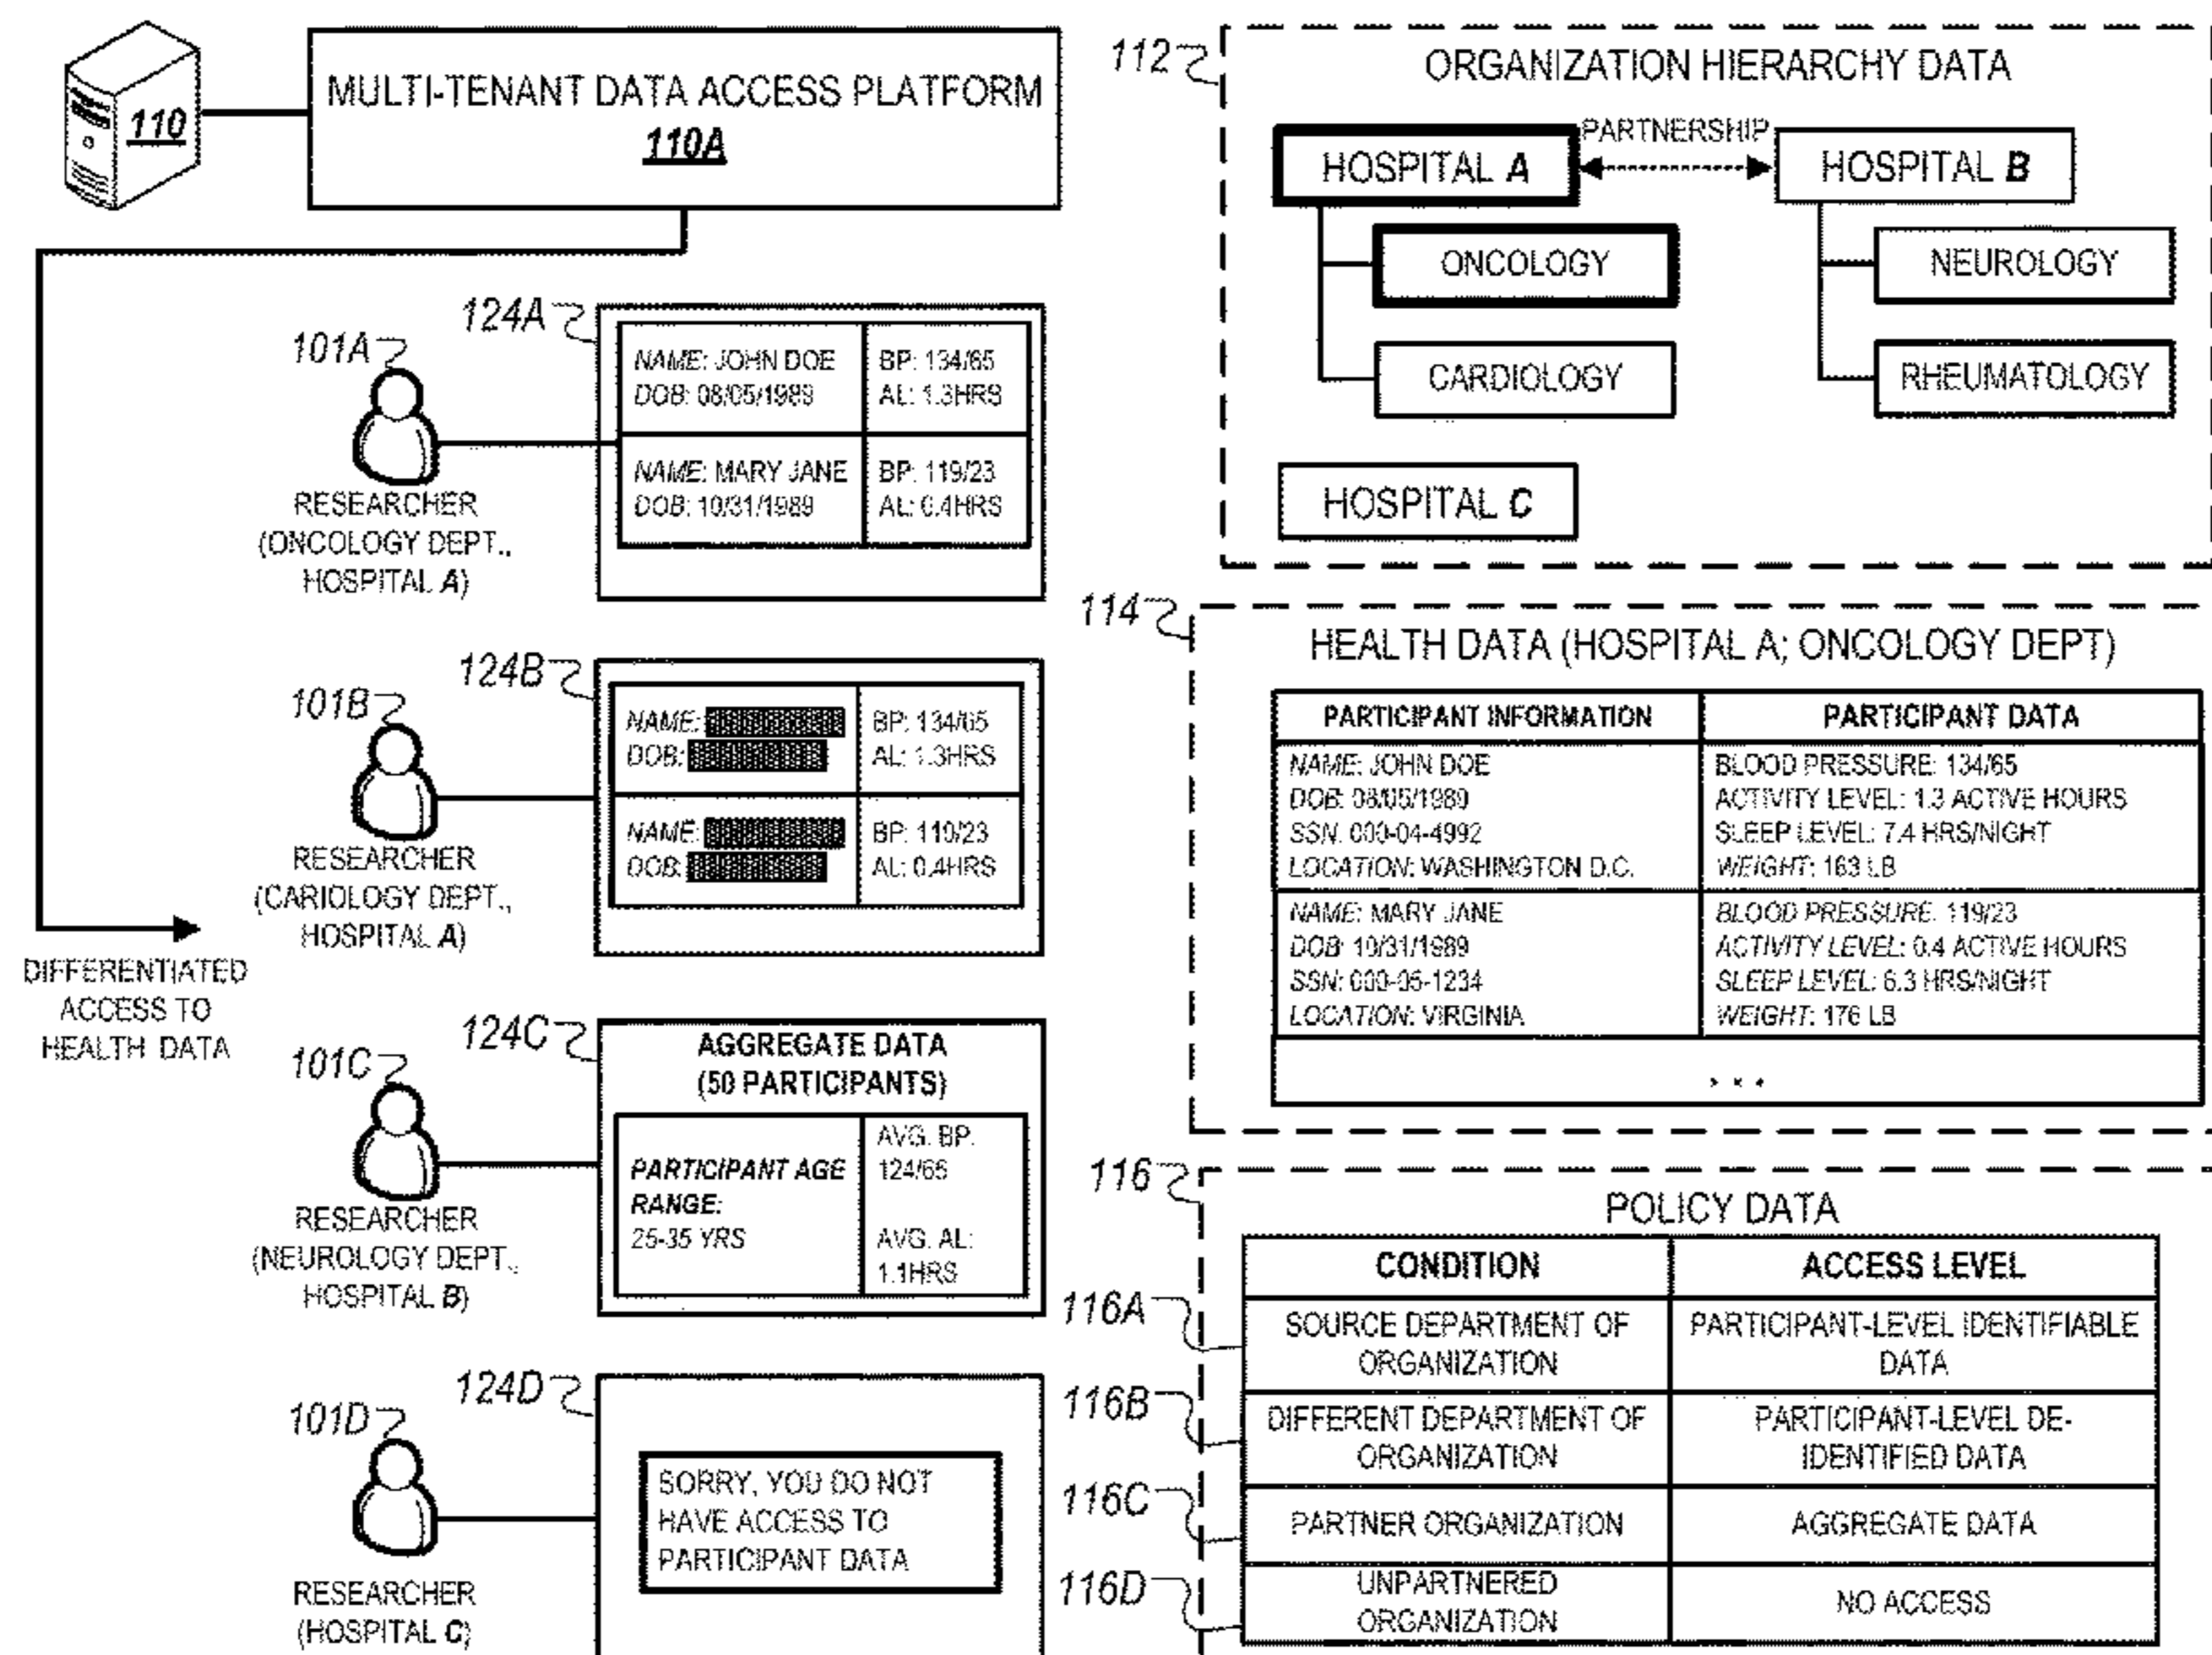 110
MULTI-TENANT DATA ACCESS PLATFORM
110A
101A
RESEARCHER
(ONCOLOGY DEPT.,
HOSPITAL A)
124A
NAME: JOHN DOE
DOB: 08/05/1989
BP: 134/65
AL: 1.3HRS
NAME: MARY JANE
DOB: 10/31/1989
BP: 119/23
AL: 0.4HRS
101B
RESEARCHER
(CARIOLOGY DEPT.,
HOSPITAL A)
124B
NAME:
DOB:
BP: 134/65
AL: 1.3HRS
NAME:
DOB:
BP: 119/23
AL: 0.4HRS
DIFFERENTIATED
ACCESS TO
HEALTH DATA
101C
RESEARCHER
(NEUROLOGY DEPT.,
HOSPITAL B)
124C
AGGREGATE DATA
(50 PARTICIPANTS)
PARTICIPANT AGE
RANGE:
25-35 YRS
AVG. BP:
124/65
AVG. AL:
1.1HRS
101D
RESEARCHER
(HOSPITAL C)
124D
SORRY, YOU DO NOT
HAVE ACCESS TO
PARTICIPANT DATA
112
ORGANIZATION HIERARCHY DATA
HOSPITAL A
PARTNERSHIP
HOSPITAL B
ONCOLOGY
CARDIOLOGY
NEUROLOGY
RHEUMATOLOGY
HOSPITAL C
114
HEALTH DATA (HOSPITAL A; ONCOLOGY DEPT)
PARTICIPANT INFORMATION
PARTICIPANT DATA
NAME: JOHN DOE
DOB: 08/05/1989
SSN: 000-04-4992
LOCATION: WASHINGTON D.C.
BLOOD PRESSURE: 134/65
ACTIVITY LEVEL: 1.3 ACTIVE HOURS
SLEEP LEVEL: 7.4 HRS/NIGHT
WEIGHT: 163 LB
NAME: MARY JANE
DOB: 10/31/1989
SSN: 000-05-1234
LOCATION: VIRGINIA
BLOOD PRESSURE: 119/23
ACTIVITY LEVEL: 0.4 ACTIVE HOURS
SLEEP LEVEL: 6.3 HRS/NIGHT
WEIGHT: 176 LB
. . .
116
POLICY DATA
CONDITION
ACCESS LEVEL
116A
SOURCE DEPARTMENT OF
ORGANIZATION
PARTICIPANT-LEVEL IDENTIFIABLE
DATA
116B
DIFFERENT DEPARTMENT OF
ORGANIZATION
PARTICIPANT-LEVEL DE-
IDENTIFIED DATA
116C
PARTNER ORGANIZATION
AGGREGATE DATA
116D
UNPARTNERED
ORGANIZATION
NO ACCESS